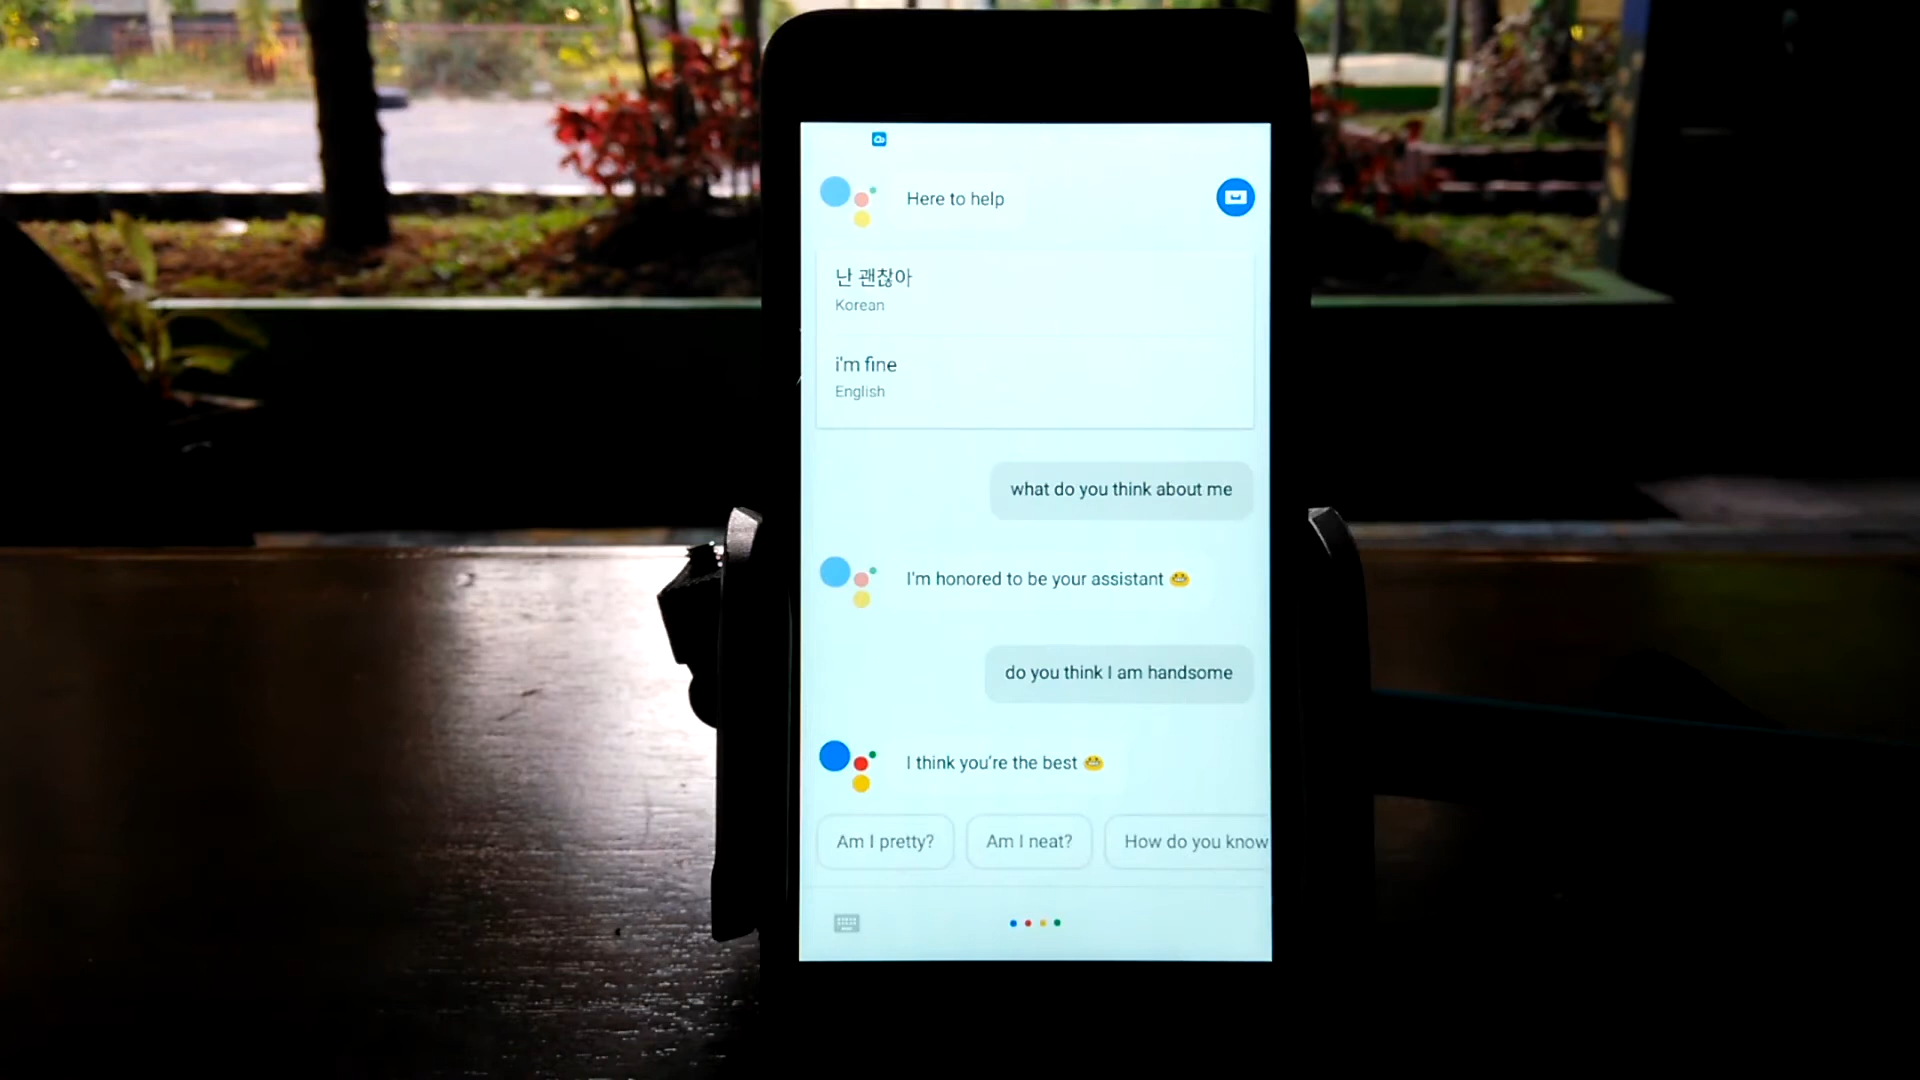 Here to help
난 괜찮아
Korean
i'm fine
English
what do you think about me
I'm honored to be your assistant 😁
do you think I am handsome
I think you're the best 😁
Am I pretty?
Am I neat?
How do you know